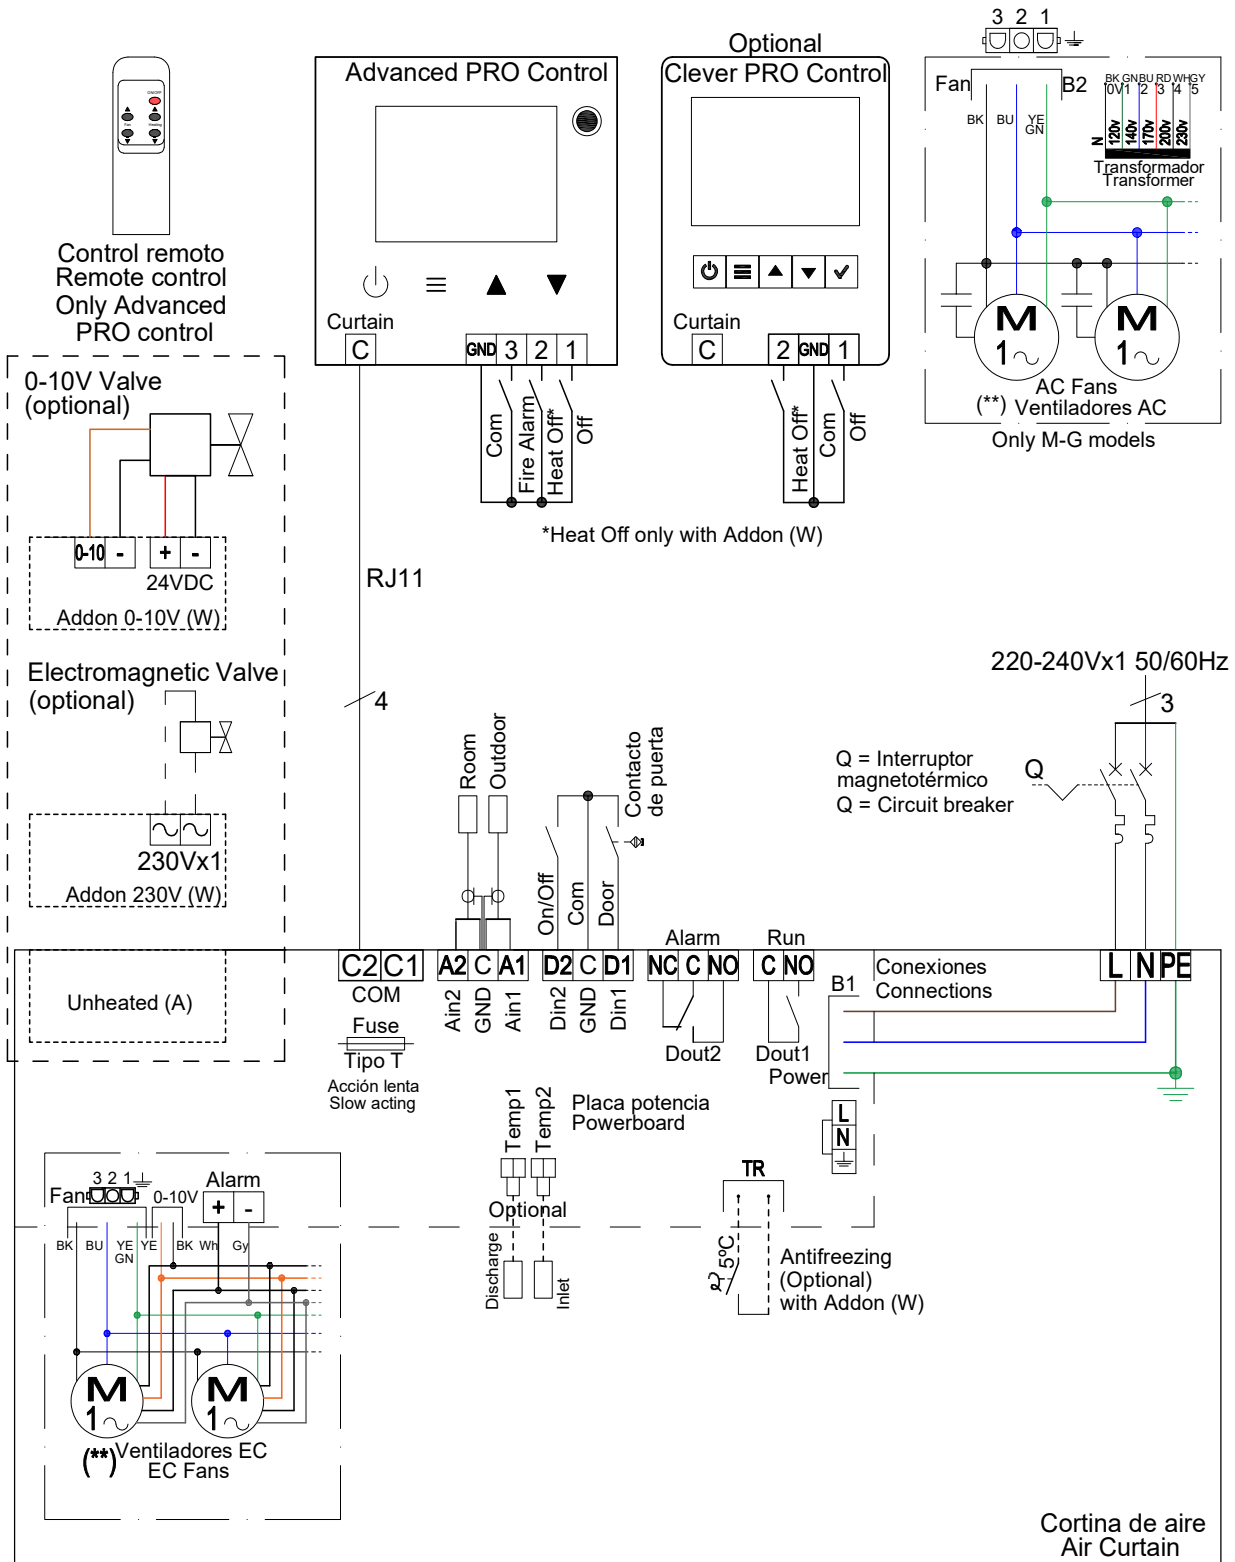 3 2 1
Optional
Advanced PRO Control
Clever PRO Control
Fan
B2
BK GN BU RD WH GY
0V 1 2 3 4 5
ON/OFF
Fan
Heating
BK
BU
YE
GN
N
120v
140v
170v
200v
230v
Transformador
Transformer
Control remoto
Remote control
Only Advanced
PRO control
Curtain
C
GND 3 2 1
Curtain
C
2 GND 1
M
1
M
1
AC Fans
(**) Ventiladores AC
Only M-G models
0-10V Valve
(optional)
Com
Fire Alarm
Heat Off*
Off
Heat Off*
Com
Off
*Heat Off only with Addon (W)
0-10 - + -
24VDC
Addon 0-10V (W)
RJ11
4
Electromagnetic Valve
(optional)
230Vx1
Addon 230V (W)
220-240Vx1 50/60Hz
3
Room
Outdoor
Contacto
de puerta
Q = Interruptor
magnetotérmico
Q = Circuit breaker
Q
On/Off
Com
Door
Alarm
Run
Unheated (A)
C2 C1
A2 C A1
D2 C D1
NC C NO
C NO
L N PE
COM
Ain2
GND
Ain1
Din2
GND
Din1
Dout2
Dout1
Power
B1
Conexiones
Connections
Fuse
Tipo T
Acción lenta
Slow acting
Temp1
Temp2
Placa potencia
Powerboard
L
N
Optional
Discharge
Inlet
TR
5ºC
Antifreezing
(Optional)
with Addon (W)
3 2 1
Fan
0-10V
Alarm
+ -
BK
BU
YE
GN
YE
BK
Wh
Gy
M
1
M
1
(**) Ventiladores EC
EC Fans
Cortina de aire
Air Curtain